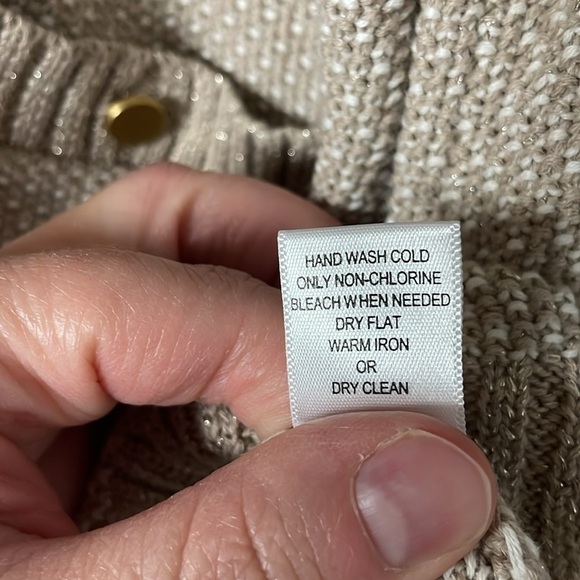 HAND WASH COLD
ONLY NON-CHLORINE
BLEACH WHEN NEEDED
DRY FLAT
WARM IRON
OR
DRY CLEAN